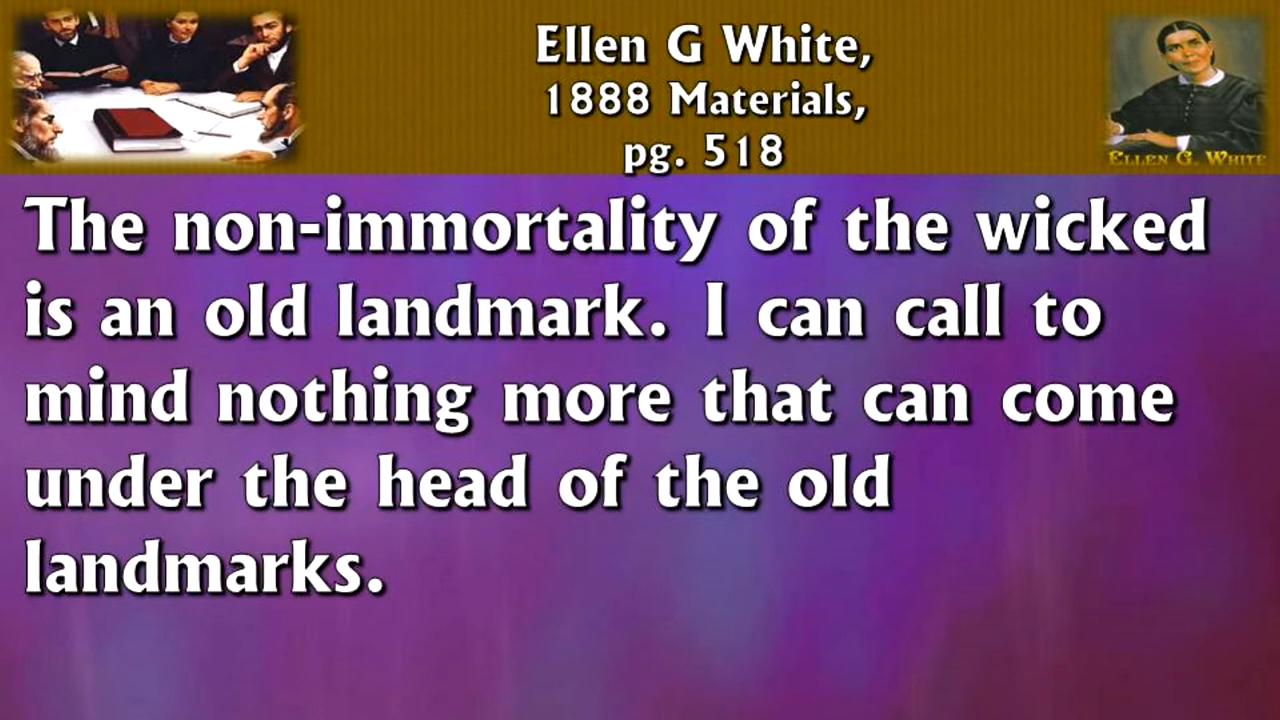 Ellen G White,
1888 Materials,
pg. 518
ELLEN G. WHITE
The non-immortality of the wicked
is an old landmark. I can call to
mind nothing more that can come
under the head of the old
landmarks.